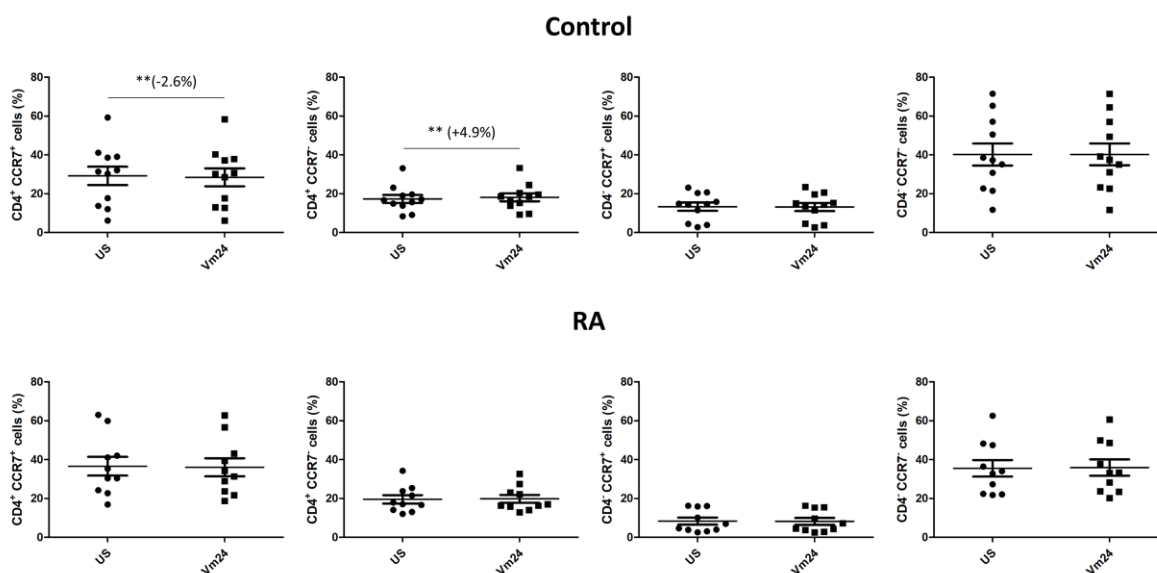 Control
CD4⁺ CCR7⁺ cells (%)
80
60
40
20
0
**(-2.6%)
US
Vm24
CD4⁺ CCR7⁻ cells (%)
80
60
40
20
0
** (+4.9%)
US
Vm24
CD4⁻ CCR7⁺ cells (%)
80
60
40
20
0
US
Vm24
CD4⁻ CCR7⁻ cells (%)
80
60
40
20
0
US
Vm24
RA
CD4⁺ CCR7⁺ cells (%)
80
60
40
20
0
US
Vm24
CD4⁺ CCR7⁻ cells (%)
80
60
40
20
0
US
Vm24
CD4⁻ CCR7⁺ cells (%)
80
60
40
20
0
US
Vm24
CD4⁻ CCR7⁻ cells (%)
80
60
40
20
0
US
Vm24